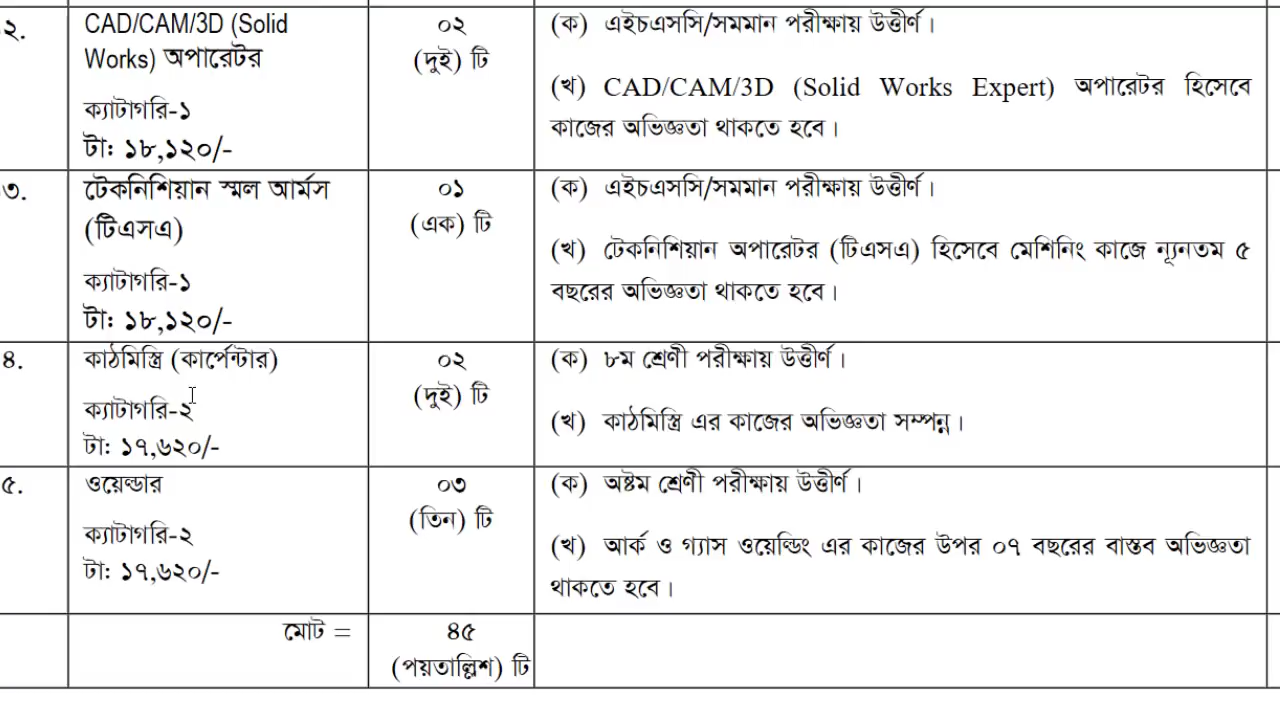 ২.
CAD/CAM/3D (Solid
Works) অপারেটর
ক্যাটাগরি-১
টাঃ ১৮,১২০/-
০২
(দুই) টি
(ক) এইচএসসি/সমমান পরীক্ষায় উত্তীর্ণ।
(খ) CAD/CAM/3D (Solid Works Expert) অপারেটর হিসেবে
কাজের অভিজ্ঞতা থাকতে হবে।
৩.
টেকনিশিয়ান স্মল আর্মস
(টিএসএ)
ক্যাটাগরি-১
টাঃ ১৮,১২০/-
০১
(এক) টি
(ক) এইচএসসি/সমমান পরীক্ষায় উত্তীর্ণ।
(খ) টেকনিশিয়ান অপারেটর (টিএসএ) হিসেবে মেশিনিং কাজে ন্যূনতম ৫
বছরের অভিজ্ঞতা থাকতে হবে।
৪.
কাঠমিস্ত্রি (কার্পেন্টার)
ক্যাটাগরি-২
টাঃ ১৭,৬২০/-
০২
(দুই) টি
(ক) ৮ম শ্রেণী পরীক্ষায় উত্তীর্ণ।
(খ) কাঠমিস্ত্রি এর কাজের অভিজ্ঞতা সম্পন্ন।
৫.
ওয়েল্ডার
ক্যাটাগরি-২
টাঃ ১৭,৬২০/-
০৩
(তিন) টি
(ক) অষ্টম শ্রেণী পরীক্ষায় উত্তীর্ণ।
(খ) আর্ক ও গ্যাস ওয়েল্ডিং এর কাজের উপর ০৭ বছরের বাস্তব অভিজ্ঞতা
থাকতে হবে।
মোট =
৪৫
(পয়তাল্লিশ) টি